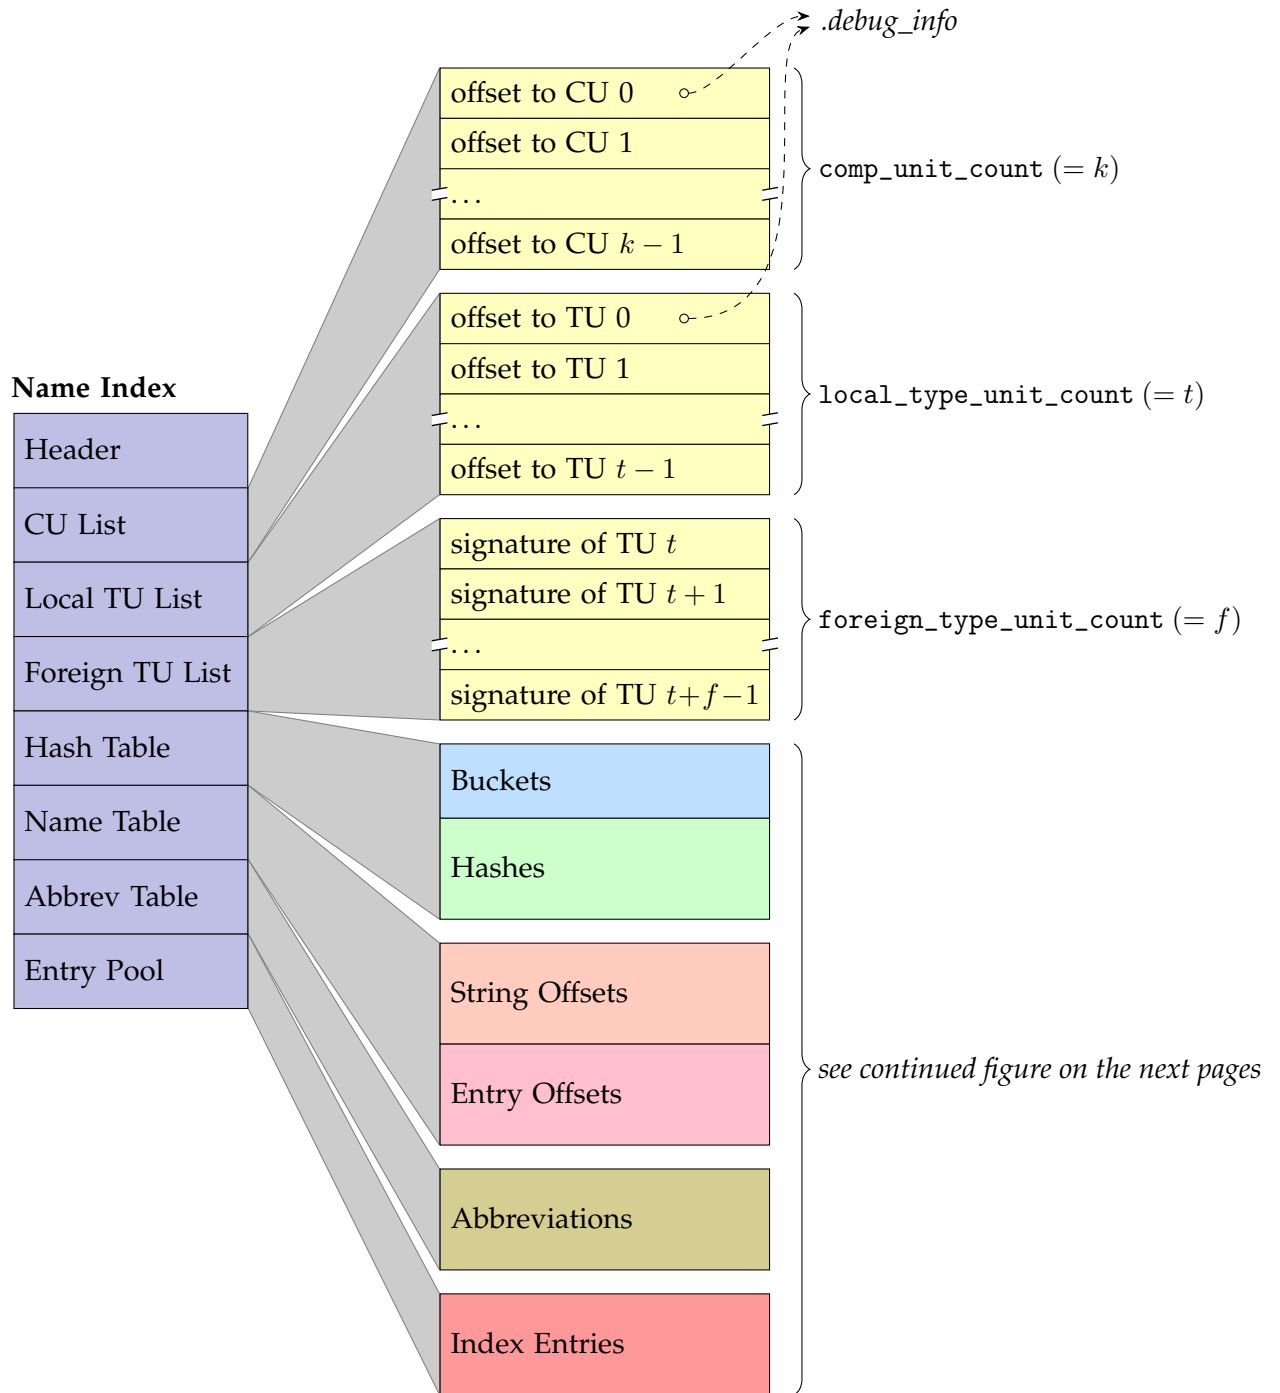 .debug_info
offset to CU 0
offset to CU 1
...
offset to CU k − 1
comp_unit_count (= k)
offset to TU 0
offset to TU 1
...
offset to TU t − 1
local_type_unit_count (= t)
signature of TU t
signature of TU t + 1
...
signature of TU t+f−1
foreign_type_unit_count (= f)
Name Index
Header
CU List
Local TU List
Foreign TU List
Hash Table
Name Table
Abbrev Table
Entry Pool
Buckets
Hashes
String Offsets
Entry Offsets
Abbreviations
Index Entries
see continued figure on the next pages